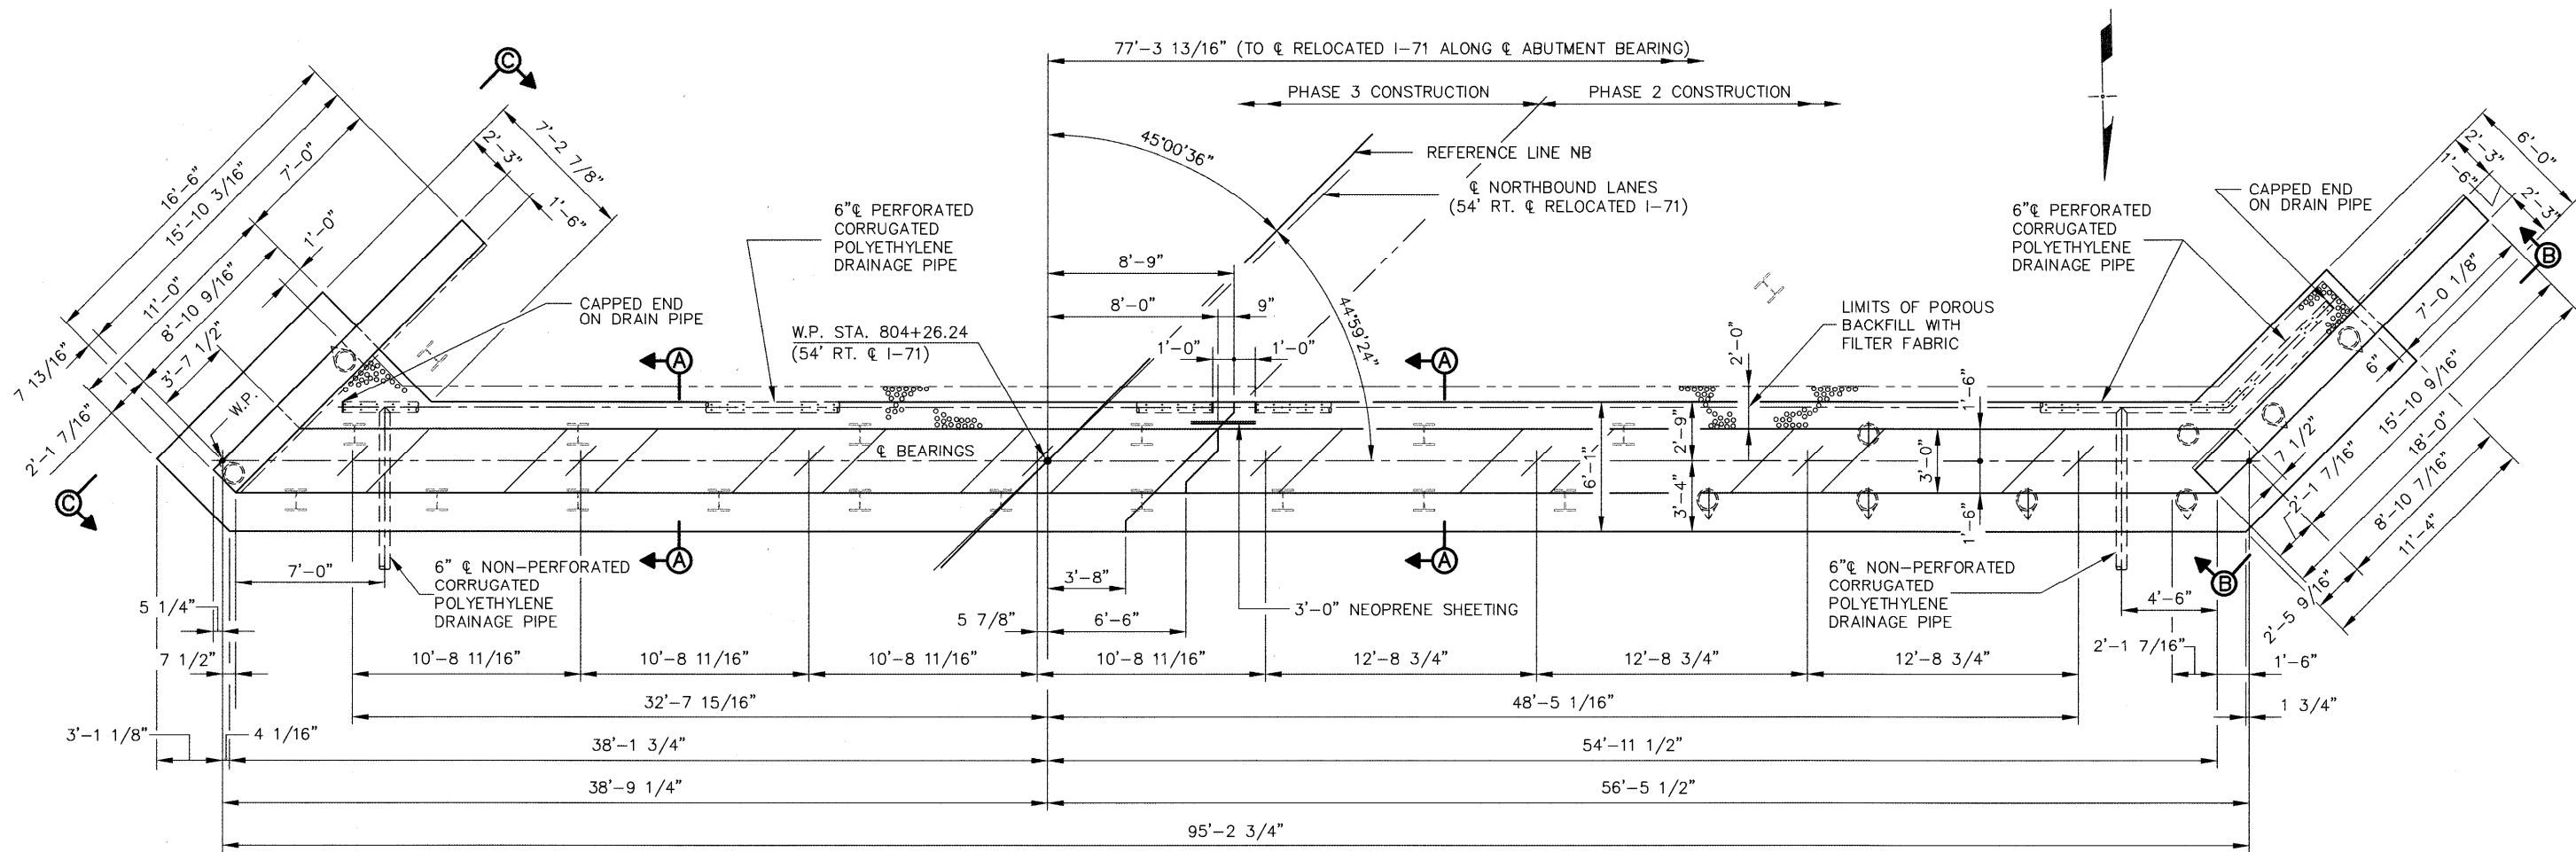 77'-3 13/16" (TO ℄ RELOCATED I-71 ALONG ℄ ABUTMENT BEARING)
PHASE 3 CONSTRUCTION
PHASE 2 CONSTRUCTION
C
16'-6"
15'-10 3/16"
7'-0"
2'-3"
7'-2 7/8"
1'-6"
11'-0"
8'-10 9/16"
1'-0"
3'-7 1/2"
7 13/16"
2'-1 7/16"
W.P.
C
CAPPED END
ON DRAIN PIPE
6"℄ PERFORATED
CORRUGATED
POLYETHYLENE
DRAINAGE PIPE
W.P. STA. 804+26.24
(54' RT. ℄ I-71)
45°00'36"
44°59'24"
REFERENCE LINE NB
℄ NORTHBOUND LANES
(54' RT. ℄ RELOCATED I-71)
8'-9"
8'-0"
9"
1'-0"
1'-0"
A
A
LIMITS OF POROUS
BACKFILL WITH
FILTER FABRIC
2'-0"
1'-6"
6"℄ PERFORATED
CORRUGATED
POLYETHYLENE
DRAINAGE PIPE
CAPPED END
ON DRAIN PIPE
2'-3"
6'-0"
1'-6"
2'-3"
B
7'-0 1/8"
6"
15'-10 9/16"
18'-0"
7 1/2"
2'-1 7/16"
8'-10 7/16"
11'-4"
2'-5 9/16"
℄ BEARINGS
6'-1"
2'-9"
3'-4"
3'-0"
1'-6"
A
A
B
7'-0"
6" ℄ NON-PERFORATED
CORRUGATED
POLYETHYLENE
DRAINAGE PIPE
3'-8"
6'-6"
5 7/8"
3'-0" NEOPRENE SHEETING
6"℄ NON-PERFORATED
CORRUGATED
POLYETHYLENE
DRAINAGE PIPE
4'-6"
2'-1 7/16"
1'-6"
5 1/4"
7 1/2"
10'-8 11/16"
10'-8 11/16"
10'-8 11/16"
10'-8 11/16"
12'-8 3/4"
12'-8 3/4"
12'-8 3/4"
32'-7 15/16"
48'-5 1/16"
1 3/4"
3'-1 1/8"
4 1/16"
38'-1 3/4"
54'-11 1/2"
38'-9 1/4"
56'-5 1/2"
95'-2 3/4"